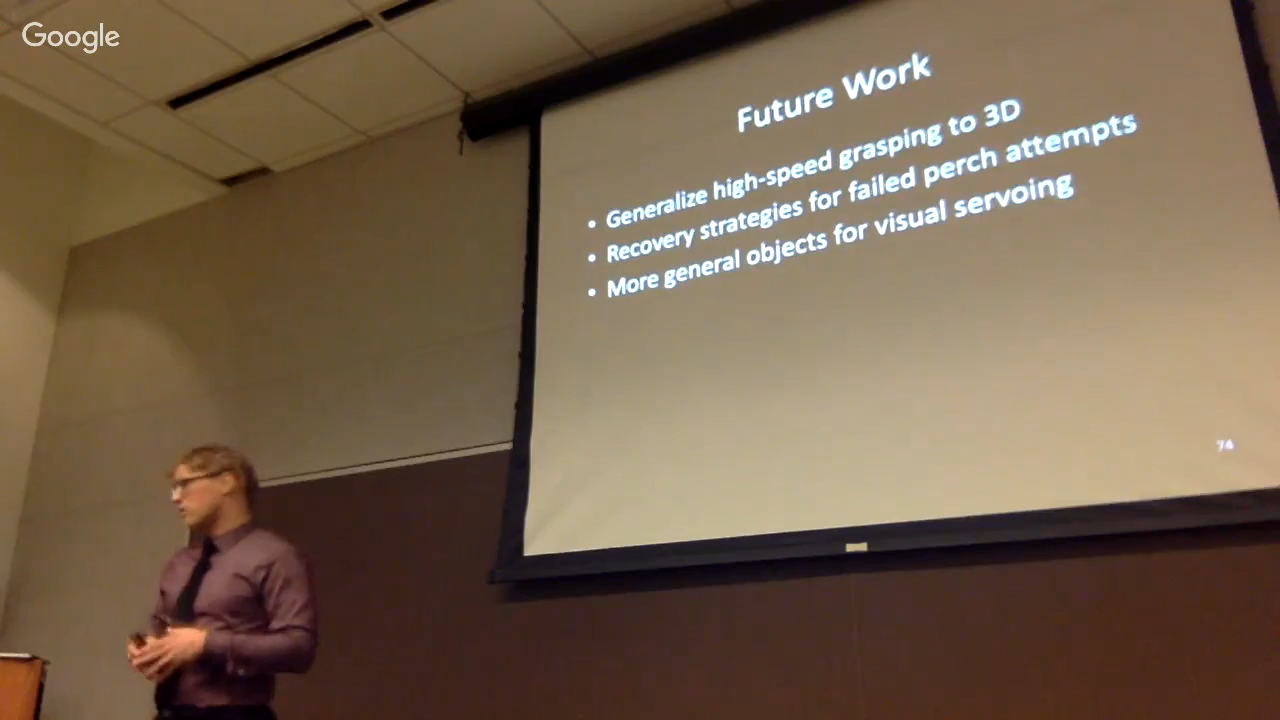 Google
Future Work
• Generalize high-speed grasping to 3D
• Recovery strategies for failed perch attempts
• More general objects for visual servoing
74